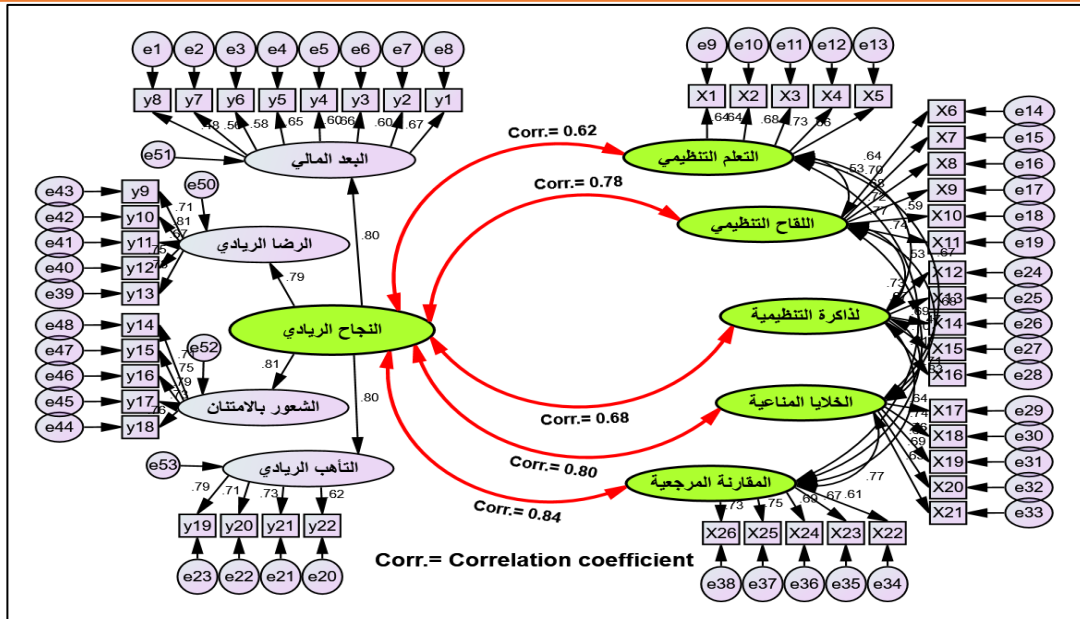 e1 e2 e3 e4 e5 e6 e7 e8
y8 y7 y6 y5 y4 y3 y2 y1
.48 .56 .58 .65 .60 .66 .60 .67
البعد المالي
e51
e50
e43 y9
e42 y10
e41 y11
e40 y12
e39 y13
.71
.81
.67
.75
الرضا الريادي
.80
.79
النجاح الريادي
e48 y14
e47 y15
e46 y16
e45 y17
e44 y18
e52
.75
.79
.73
.76
الشعور بالامتنان
.81
.80
e53
التأهب الريادي
.79 .71 .73 .62
y19 y20 y21 y22
e23 e22 e21 e20
Corr.= 0.62
Corr.= 0.78
Corr.= 0.68
Corr.= 0.80
Corr.= 0.84
Corr.= Correlation coefficient
e9 e10 e11 e12 e13
X1 X2 X3 X4 X5
.64 .64 .68 .73 .66
التعلم التنظيمي
اللقاح التنظيمي
لذاكرة التنظيمية
الخلايا المناعية
المقارنة المرجعية
X6 e14
X7 e15
X8 e16
X9 e17
X10 e18
X11 e19
.64
.70
.72
.77
.74
.53
.59
.67
.53
X12 e24
X13 e25
X14 e26
X15 e27
X16 e28
.73
.69
X17 e29
X18 e30
X19 e31
X20 e32
X21 e33
.64
.74
.69
.77
.73 .75 .69 .67 .61
X26 X25 X24 X23 X22
e38 e37 e36 e35 e34